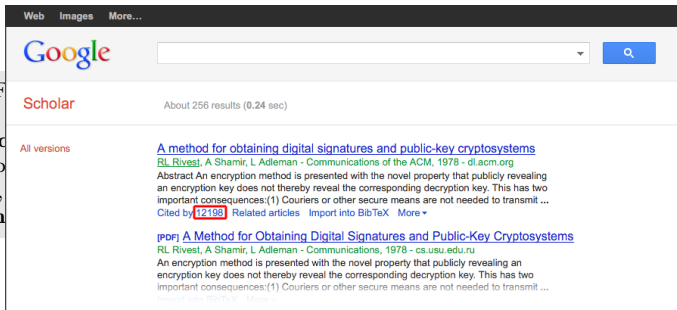 Web Images More...
Google
Scholar About 256 results (0.24 sec)
All versions
A method for obtaining digital signatures and public-key cryptosystems
RL Rivest, A Shamir, L Adleman - Communications of the ACM, 1978 - dl.acm.org
Abstract An encryption method is presented with the novel property that publicly revealing
an encryption key does not thereby reveal the corresponding decryption key. This has two
important consequences:(1) Couriers or other secure means are not needed to transmit ...
Cited by 12198 Related articles Import into BibTeX More
[PDF] A Method for Obtaining Digital Signatures and Public-Key Cryptosystems
RL Rivest, A Shamir, L Adleman - Communications, 1978 - cs.usu.edu.ru
An encryption method is presented with the novel property that publicly revealing an
encryption key does not thereby reveal the corresponding decryption key. This has two
important consequences:(1) Couriers or other secure means are not needed to transmit ...
Import into BibTeX More